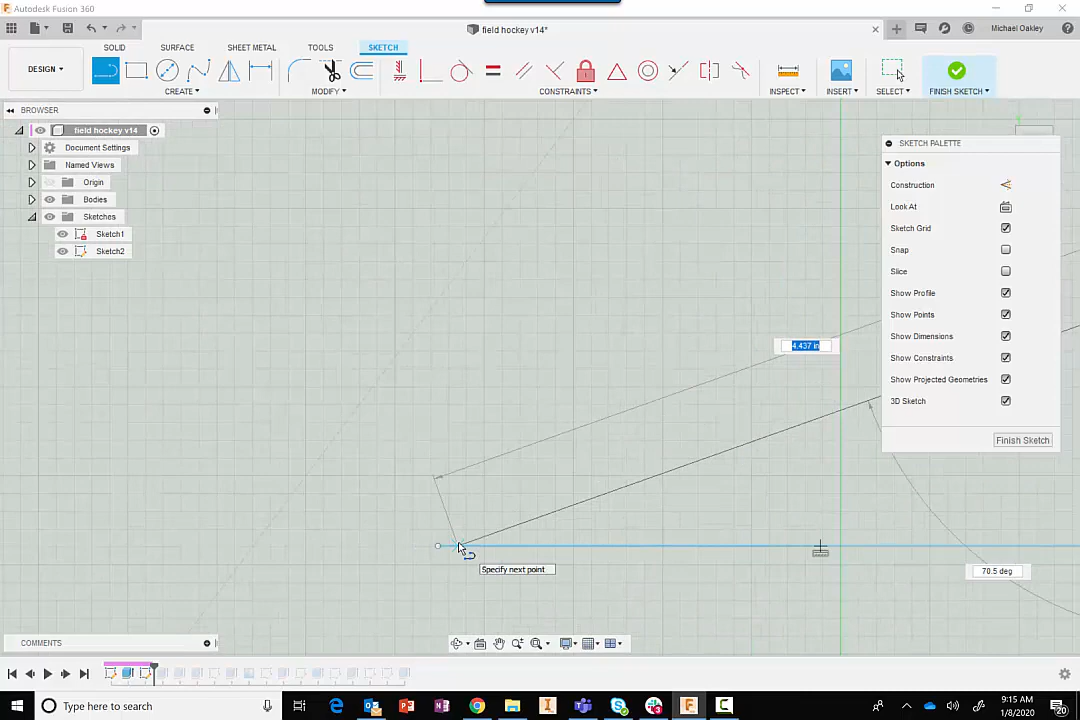 Autodesk Fusion 360
field hockey v14*
Michael Oakley
DESIGN
SOLID
SURFACE
SHEET METAL
TOOLS
SKETCH
CREATE
MODIFY
CONSTRAINTS
INSPECT
INSERT
SELECT
FINISH SKETCH
BROWSER
field hockey v14
Document Settings
Named Views
Origin
Bodies
Sketches
Sketch1
Sketch2
SKETCH PALETTE
Options
Construction
Look At
Sketch Grid
Snap
Slice
Show Profile
Show Points
Show Dimensions
Show Constraints
Show Projected Geometries
3D Sketch
Finish Sketch
4.437 in
Specify next point
70.5 deg
COMMENTS
Type here to search
9:15 AM
1/8/2020
20